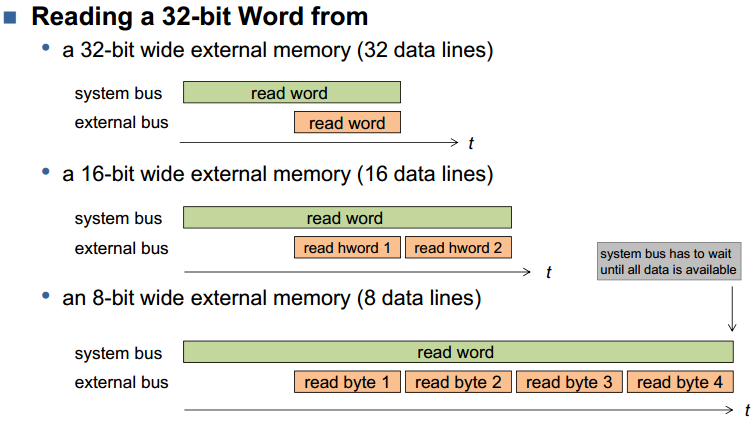 Reading a 32-bit Word from
a 32-bit wide external memory (32 data lines)
system bus read word
external bus read word
t
a 16-bit wide external memory (16 data lines)
system bus read word
external bus read hword 1 read hword 2
t
system bus has to wait
until all data is available
an 8-bit wide external memory (8 data lines)
system bus read word
external bus read byte 1 read byte 2 read byte 3 read byte 4
t